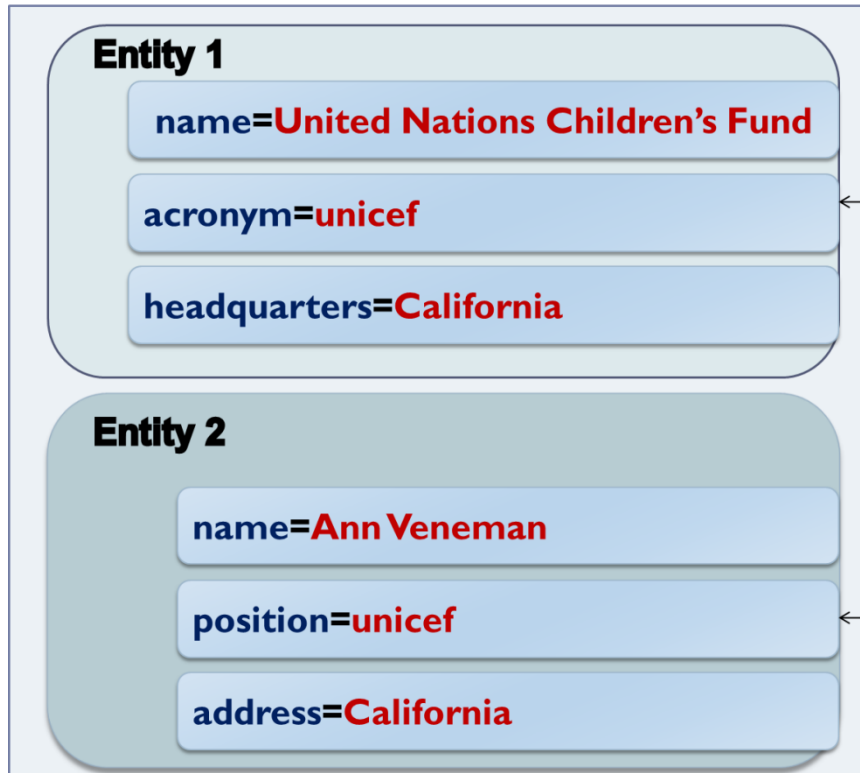 Entity 1
name=United Nations Children’s Fund
acronym=unicef
headquarters=California
Entity 2
name=Ann Veneman
position=unicef
address=California